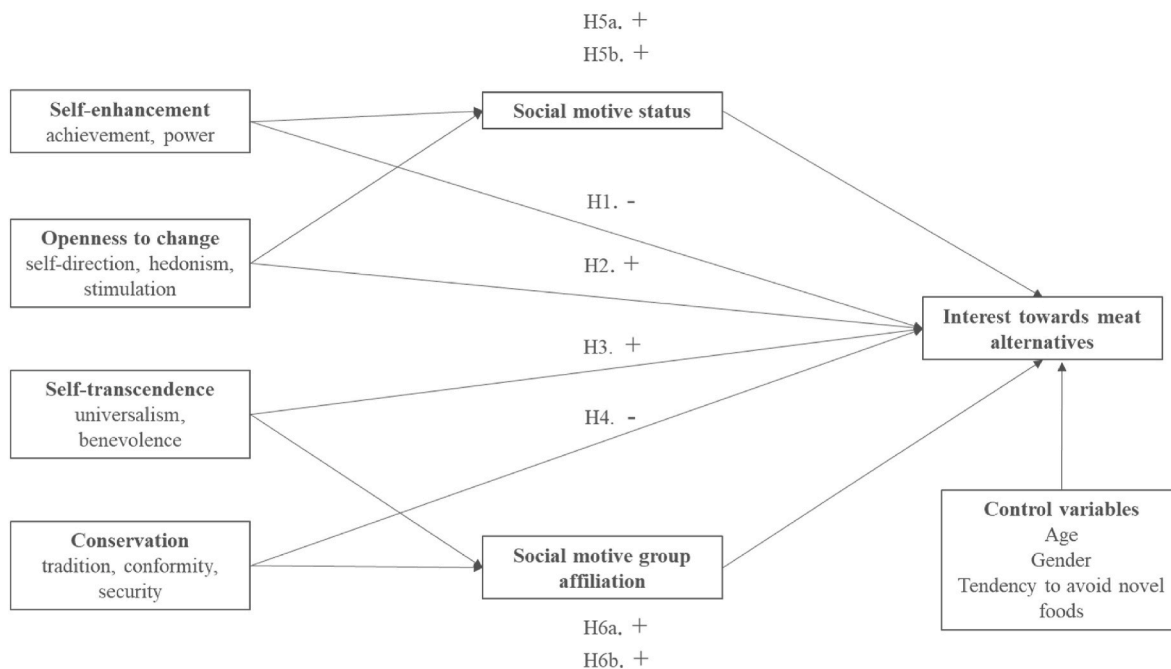 H5a. +
H5b. +
Self-enhancement
achievement, power
Social motive status
H1. -
Openness to change
self-direction, hedonism,
stimulation
H2. +
Interest towards meat
alternatives
H3. +
Self-transcendence
universalism,
benevolence
H4. -
Control variables
Age
Gender
Tendency to avoid novel
foods
Conservation
tradition, conformity,
security
Social motive group
affiliation
H6a. +
H6b. +